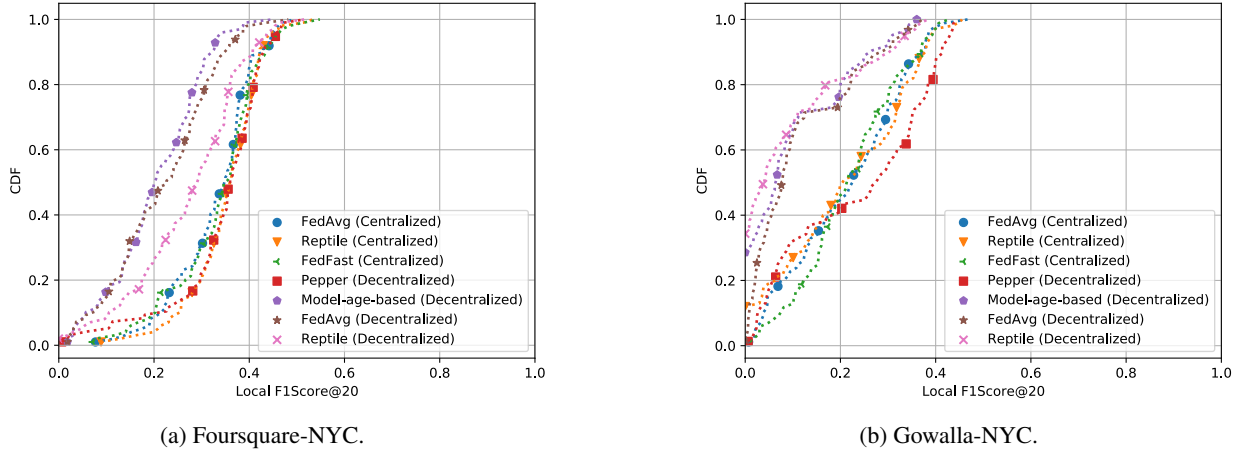 1.0
0.8
0.6
0.4
0.2
0.0
CDF
0.0 0.2 0.4 0.6 0.8 1.0
Local F1Score@20
FedAvg (Centralized)
Reptile (Centralized)
FedFast (Centralized)
Pepper (Decentralized)
Model-age-based (Decentralized)
FedAvg (Decentralized)
Reptile (Decentralized)
(a) Foursquare-NYC.
1.0
0.8
0.6
0.4
0.2
0.0
CDF
0.0 0.2 0.4 0.6 0.8 1.0
Local F1Score@20
FedAvg (Centralized)
Reptile (Centralized)
FedFast (Centralized)
Pepper (Decentralized)
Model-age-based (Decentralized)
FedAvg (Decentralized)
Reptile (Decentralized)
(b) Gowalla-NYC.